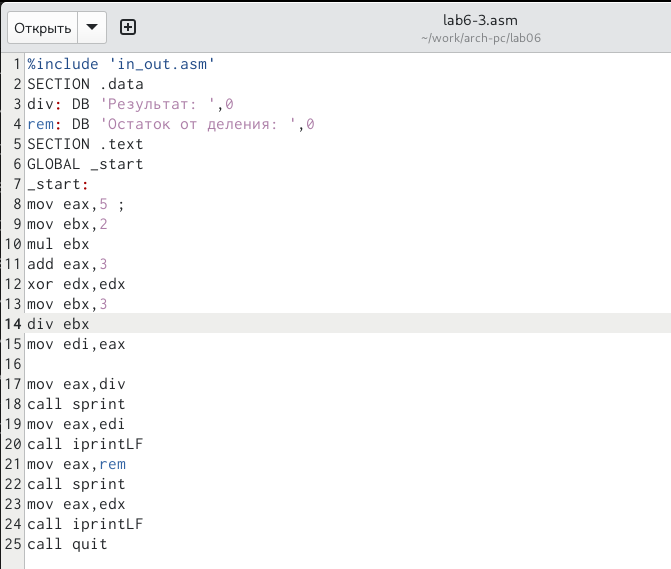 Открыть
lab6-3.asm
~/work/arch-pc/lab06
1 %include 'in_out.asm'
2 SECTION .data
3 div: DB 'Результат: ',0
4 rem: DB 'Остаток от деления: ',0
5 SECTION .text
6 GLOBAL _start
7 _start:
8 mov eax,5 ;
9 mov ebx,2
10 mul ebx
11 add eax,3
12 xor edx,edx
13 mov ebx,3
14 div ebx
15 mov edi,eax
16
17 mov eax,div
18 call sprint
19 mov eax,edi
20 call iprintLF
21 mov eax,rem
22 call sprint
23 mov eax,edx
24 call iprintLF
25 call quit